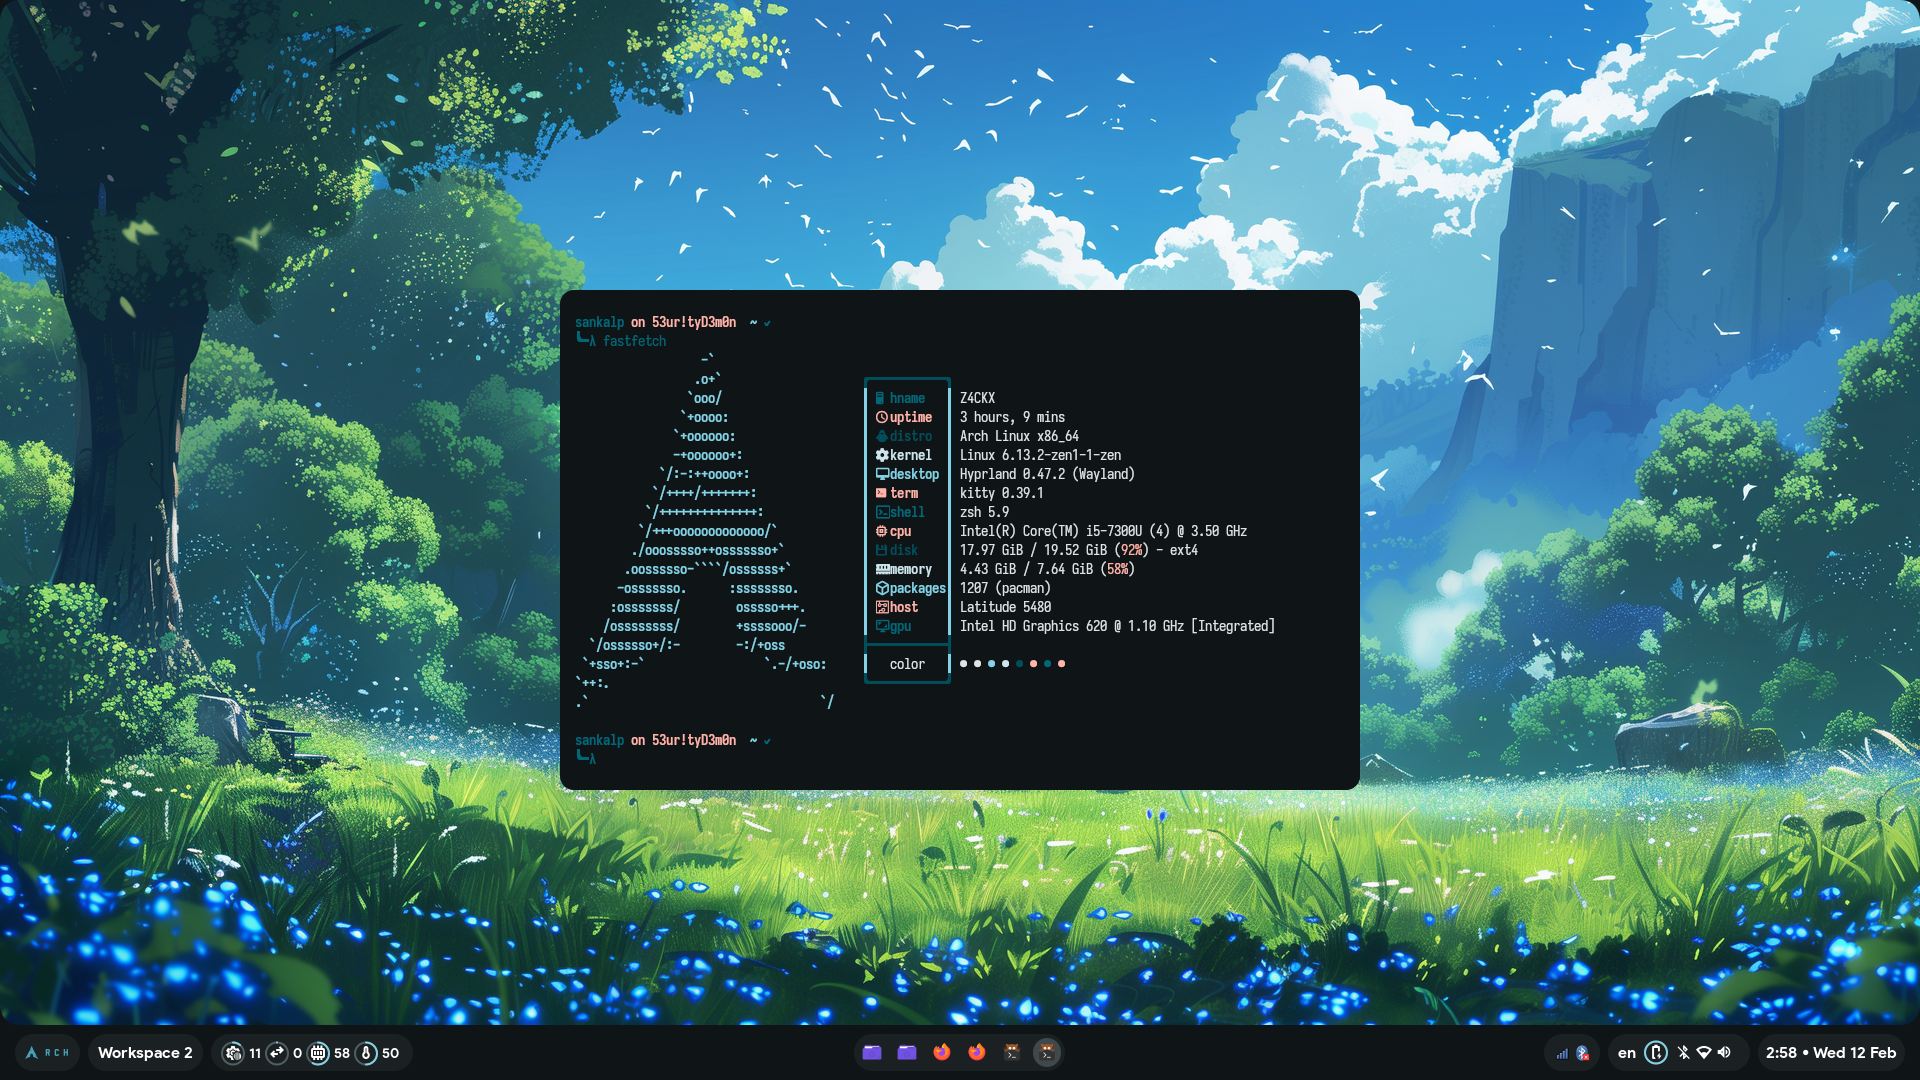 sankalp on 53ur!tyD3m0n ~ ✓
λ fastfetch
-`
.o+`
`ooo/
`+oooo:
`+oooooo:
-+oooooo+:
`/:-:++oooo+:
`/++++/+++++++:
`/++++++++++++++:
`/+++ooooooooooooo/`
./ooosssso++osssssso+`
.oossssso-````/ossssss+`
-osssssso. :ssssssso.
:osssssss/ osssso+++.
/ossssssss/ +ssssooo/-
`/ossssso+/:- -:/+oss
`+sso+:-` `.-/+oso:
`++:.
.` `/
hname Z4CKX
uptime 3 hours, 9 mins
distro Arch Linux x86_64
kernel Linux 6.13.2-zen1-1-zen
desktop Hyprland 0.47.2 (Wayland)
term kitty 0.39.1
shell zsh 5.9
cpu Intel(R) Core(TM) i5-7300U (4) @ 3.50 GHz
disk 17.97 GiB / 19.52 GiB (92%) - ext4
memory 4.43 GiB / 7.64 GiB (58%)
packages 1207 (pacman)
host Latitude 5480
gpu Intel HD Graphics 620 @ 1.10 GHz [Integrated]
color
sankalp on 53ur!tyD3m0n ~ ✓
λ
ARCH Workspace 2 11 0 58 50 en 2:58 • Wed 12 Feb